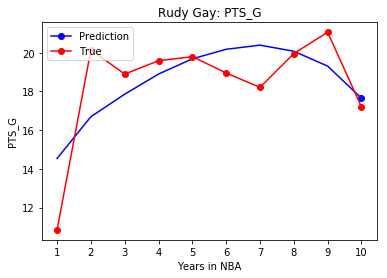 Rudy Gay: PTS_G
Prediction
True
20
18
16
14
12
PTS_G
1 2 3 4 5 6 7 8 9 10
Years in NBA